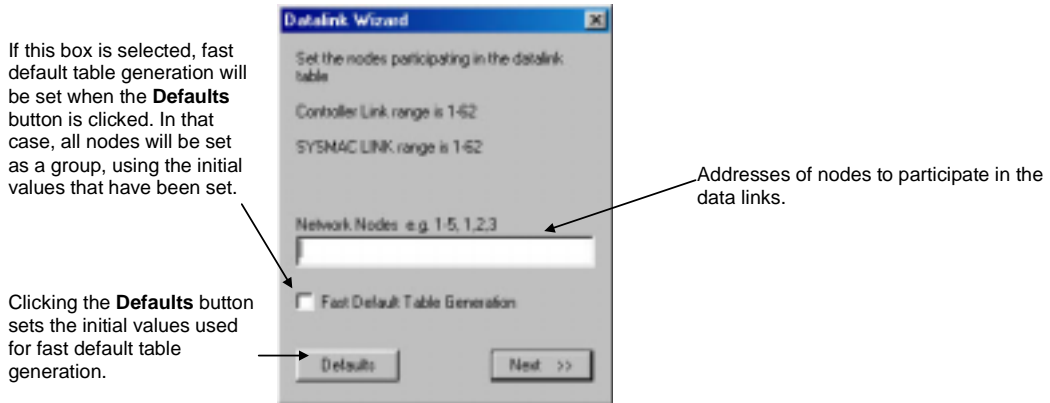 Datalink Wizard
If this box is selected, fast
default table generation will
be set when the Defaults
button is clicked. In that
case, all nodes will be set
as a group, using the initial
values that have been set.
Set the nodes participating in the datalink
table
Controller Link range is 1-62
SYSMAC LINK range is 1-62
Addresses of nodes to participate in the
data links.
Network Nodes e.g. 1-5, 1,2,3
Fast Default Table Generation
Clicking the Defaults button
sets the initial values used
for fast default table
generation.
Defaults
Next >>